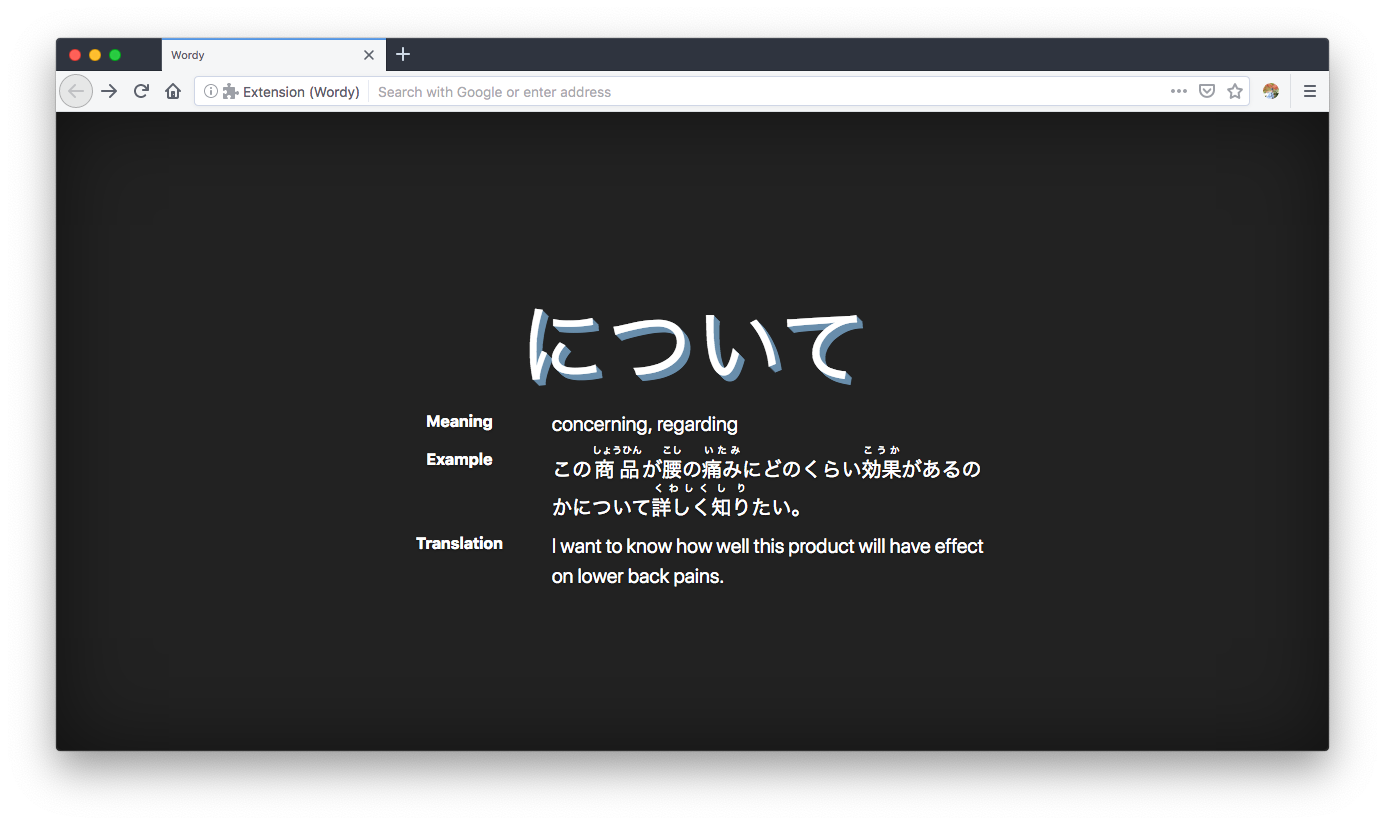 Wordy
Extension (Wordy)
Search with Google or enter address
について
Meaning
concerning, regarding
Example
しょうひん こし いたみ こうか
この商品が腰の痛みにどのくらい効果があるの
くわしく しり
かについて詳しく知りたい。
Translation
I want to know how well this product will have effect
on lower back pains.